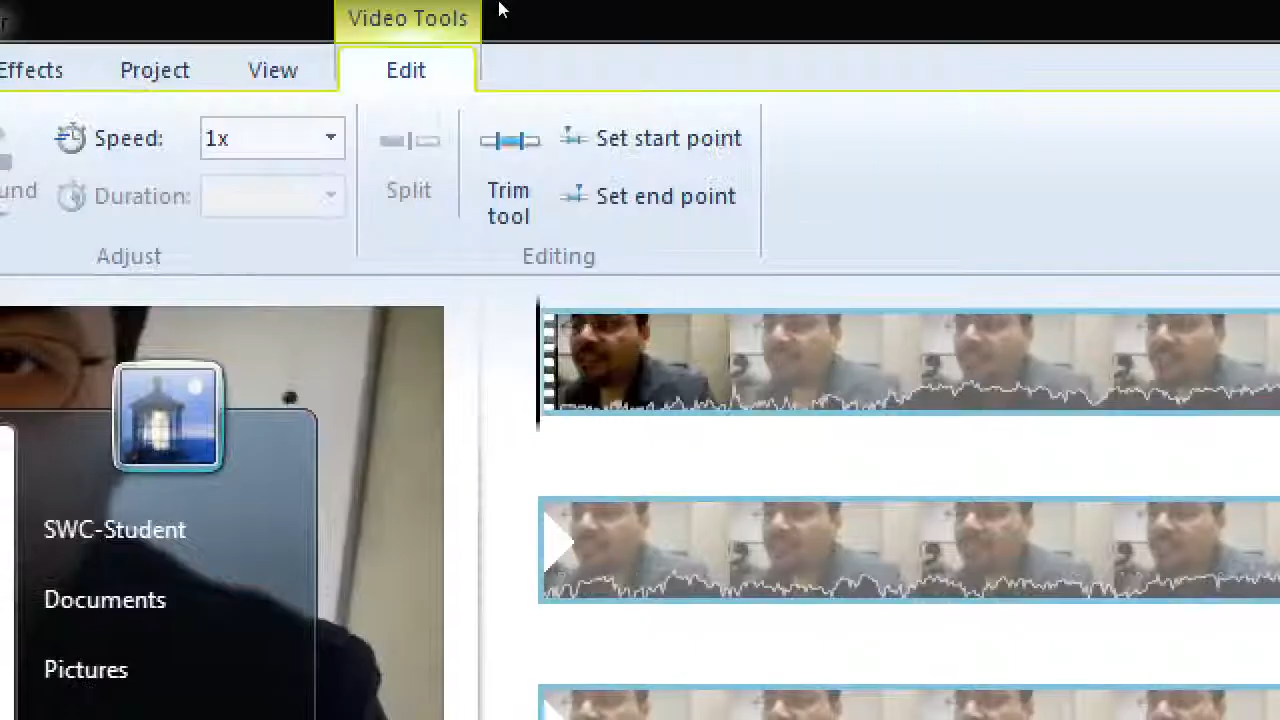 r
Video Tools
Effects
Project
View
Edit
Speed:
1x
Split
Trim
tool
Set start point
und
Duration:
Set end point
Adjust
Editing
SWC-Student
Documents
Pictures